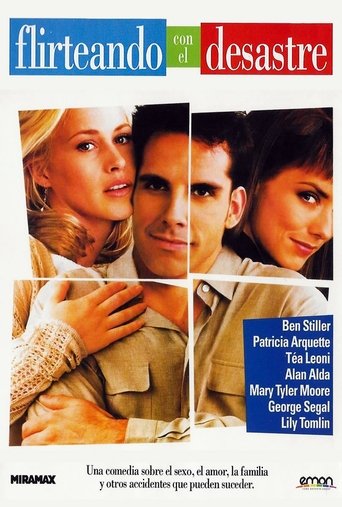 flirteando con el desastre
Ben Stiller
Patricia Arquette
Téa Leoni
Alan Alda
Mary Tyler Moore
George Segal
Lily Tomlin
Una comedia sobre el sexo, el amor, la familia
y otros accidentes que pueden suceder.
MIRAMAX
eman